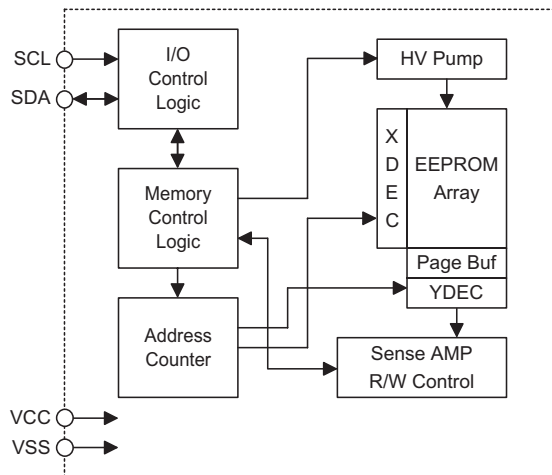 SCL
SDA
I/O
Control
Logic
HV Pump
X
D
E
C
EEPROM
Array
Memory
Control
Logic
Page Buf
YDEC
Address
Counter
Sense AMP
R/W Control
VCC
VSS